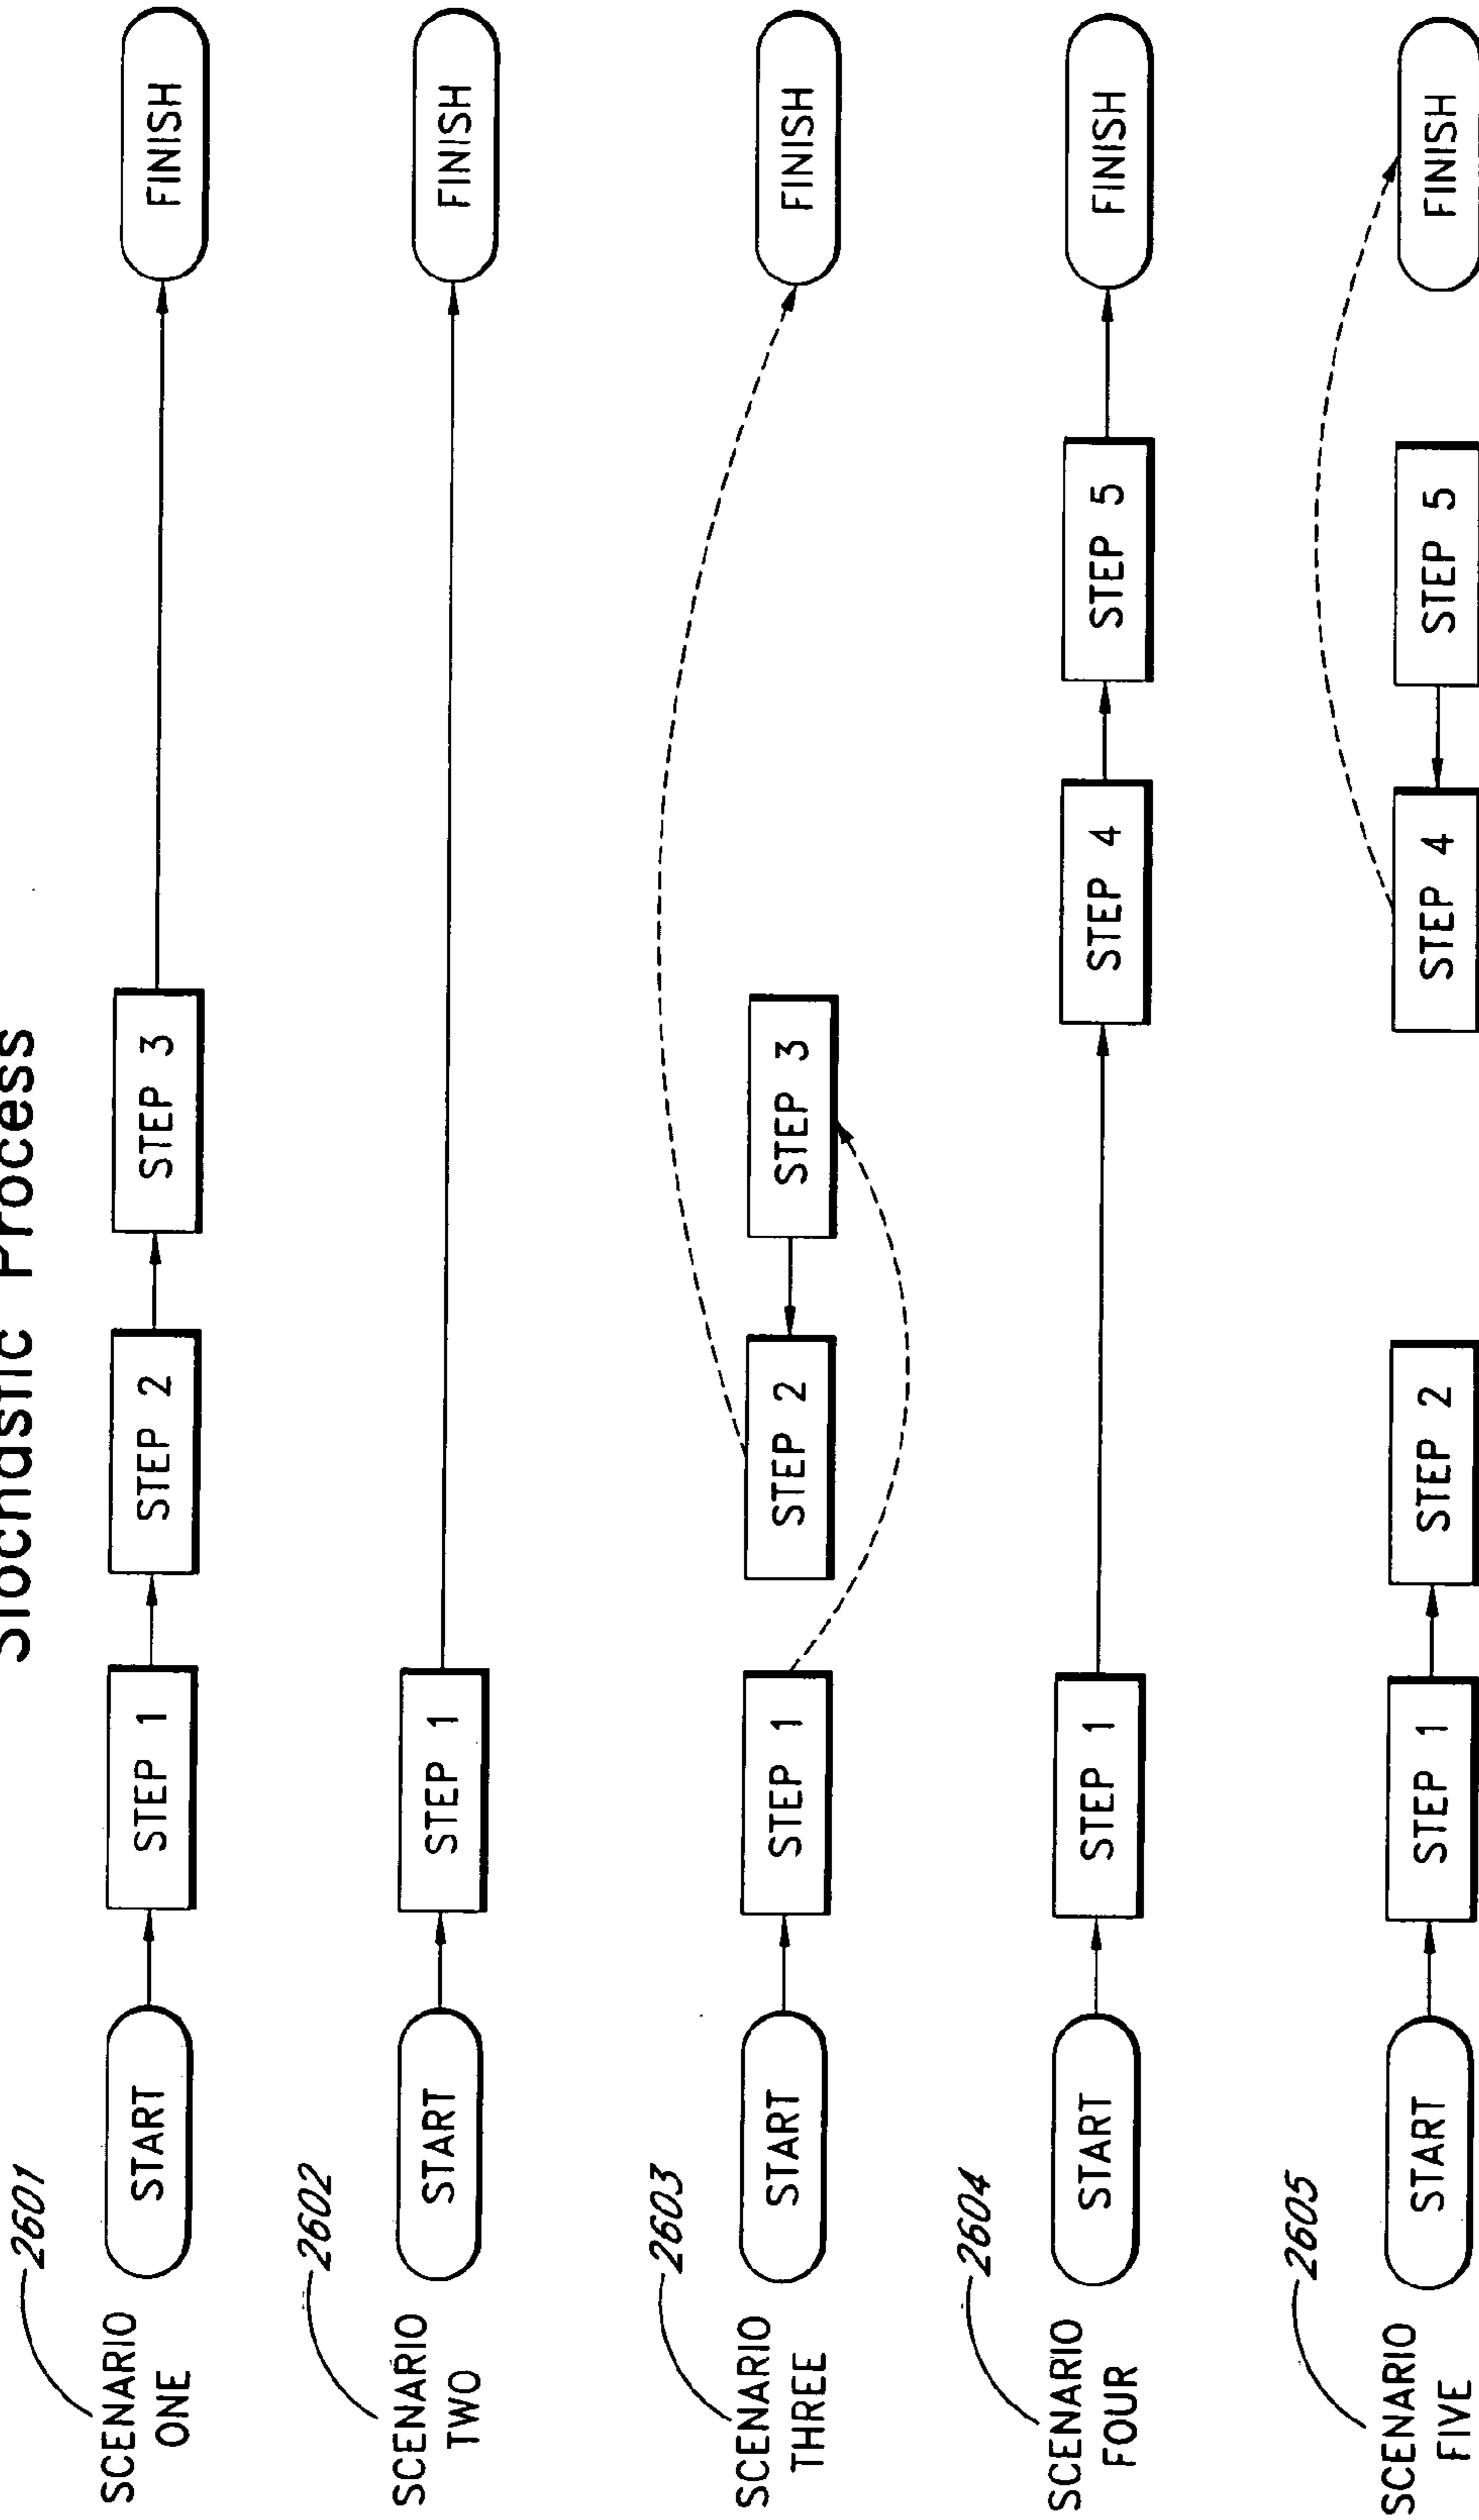 Stochastic Process
2601
SCENARIO
ONE
START
STEP 1
STEP 2
STEP 3
FINISH
2602
SCENARIO
TWO
START
STEP 1
FINISH
2603
SCENARIO
THREE
START
STEP 1
STEP 2
STEP 3
FINISH
2604
SCENARIO
FOUR
START
STEP 1
STEP 4
STEP 5
FINISH
2605
SCENARIO
FIVE
START
STEP 1
STEP 2
STEP 4
STEP 5
FINISH